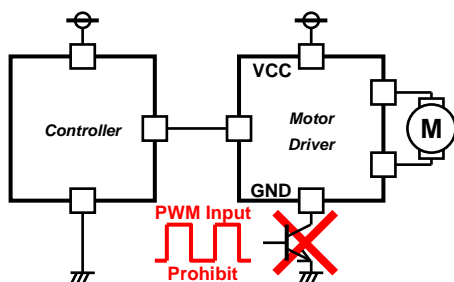 VCC
Controller
Motor
Driver
M
GND
PWM Input
Prohibit